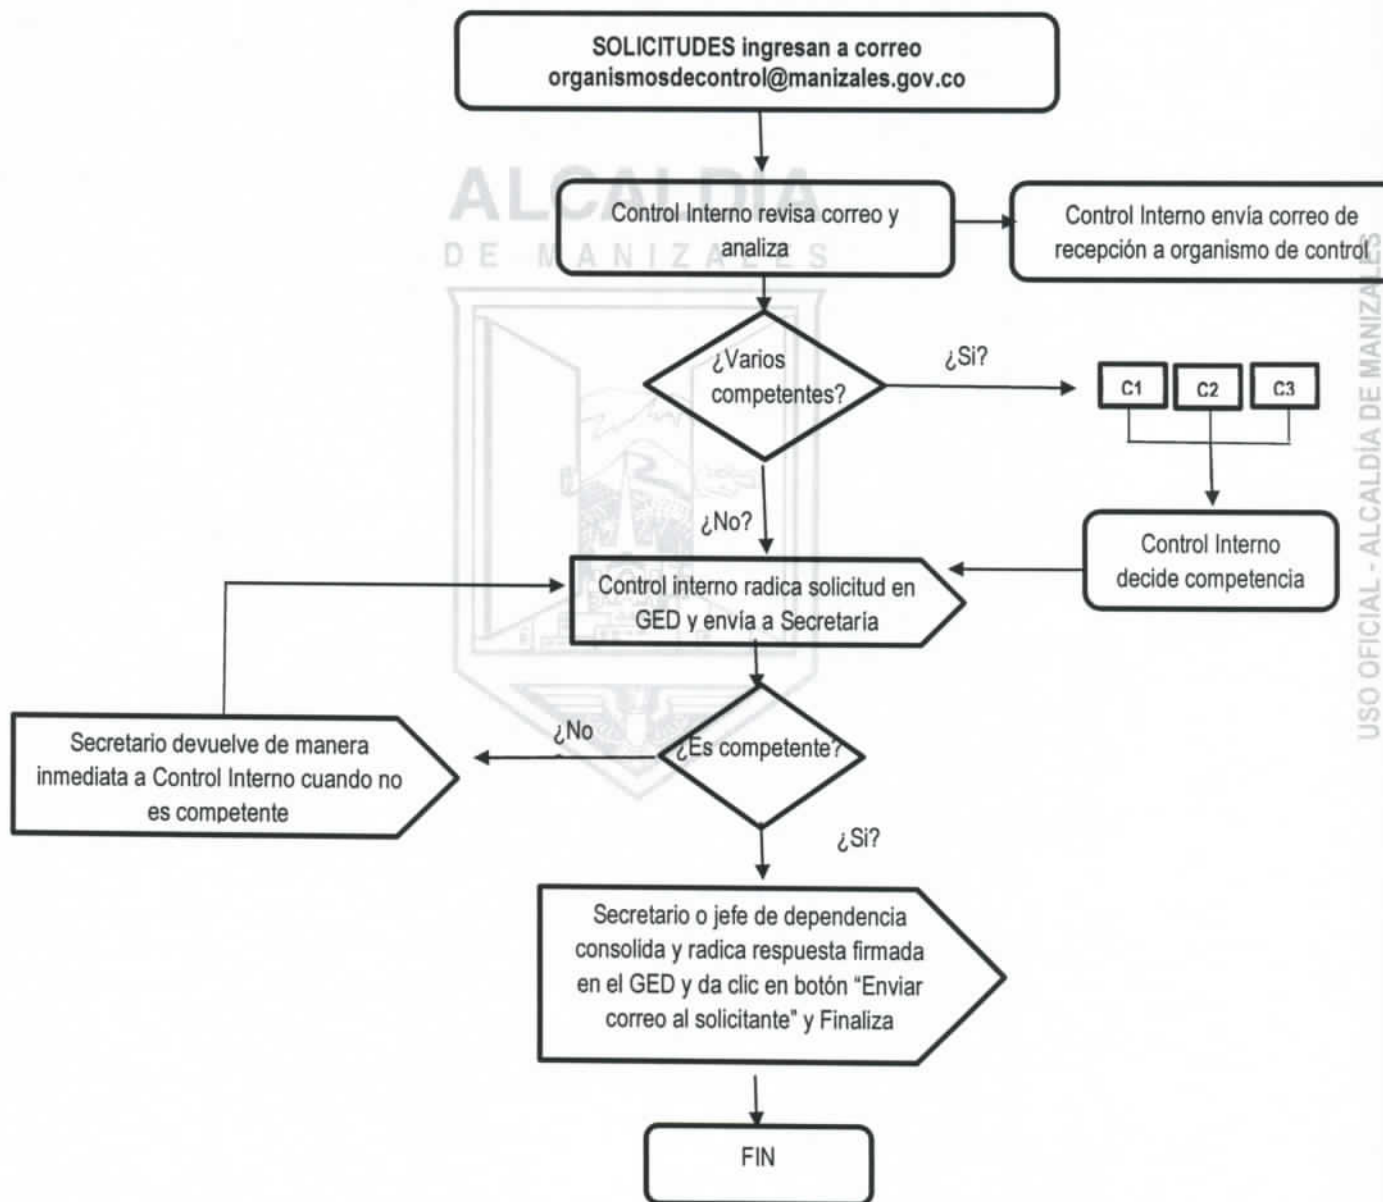 SOLICITUDES ingresan a correo
organismosdecontrol@manizales.gov.co
ALCALDÍA
DE MANIZALES
Control Interno revisa correo y
analiza
Control Interno envía correo de
recepción a organismo de control
¿Varios
competentes?
¿Si?
C1
C2
C3
¿No?
Control Interno
decide competencia
Control interno radica solicitud en
GED y envía a Secretaría
¿No
¿Es competente?
Secretario devuelve de manera
inmediata a Control Interno cuando no
es competente
¿Si?
Secretario o jefe de dependencia
consolida y radica respuesta firmada
en el GED y da clic en botón “Enviar
correo al solicitante” y Finaliza
FIN
USO OFICIAL - ALCALDÍA DE MANIZALES